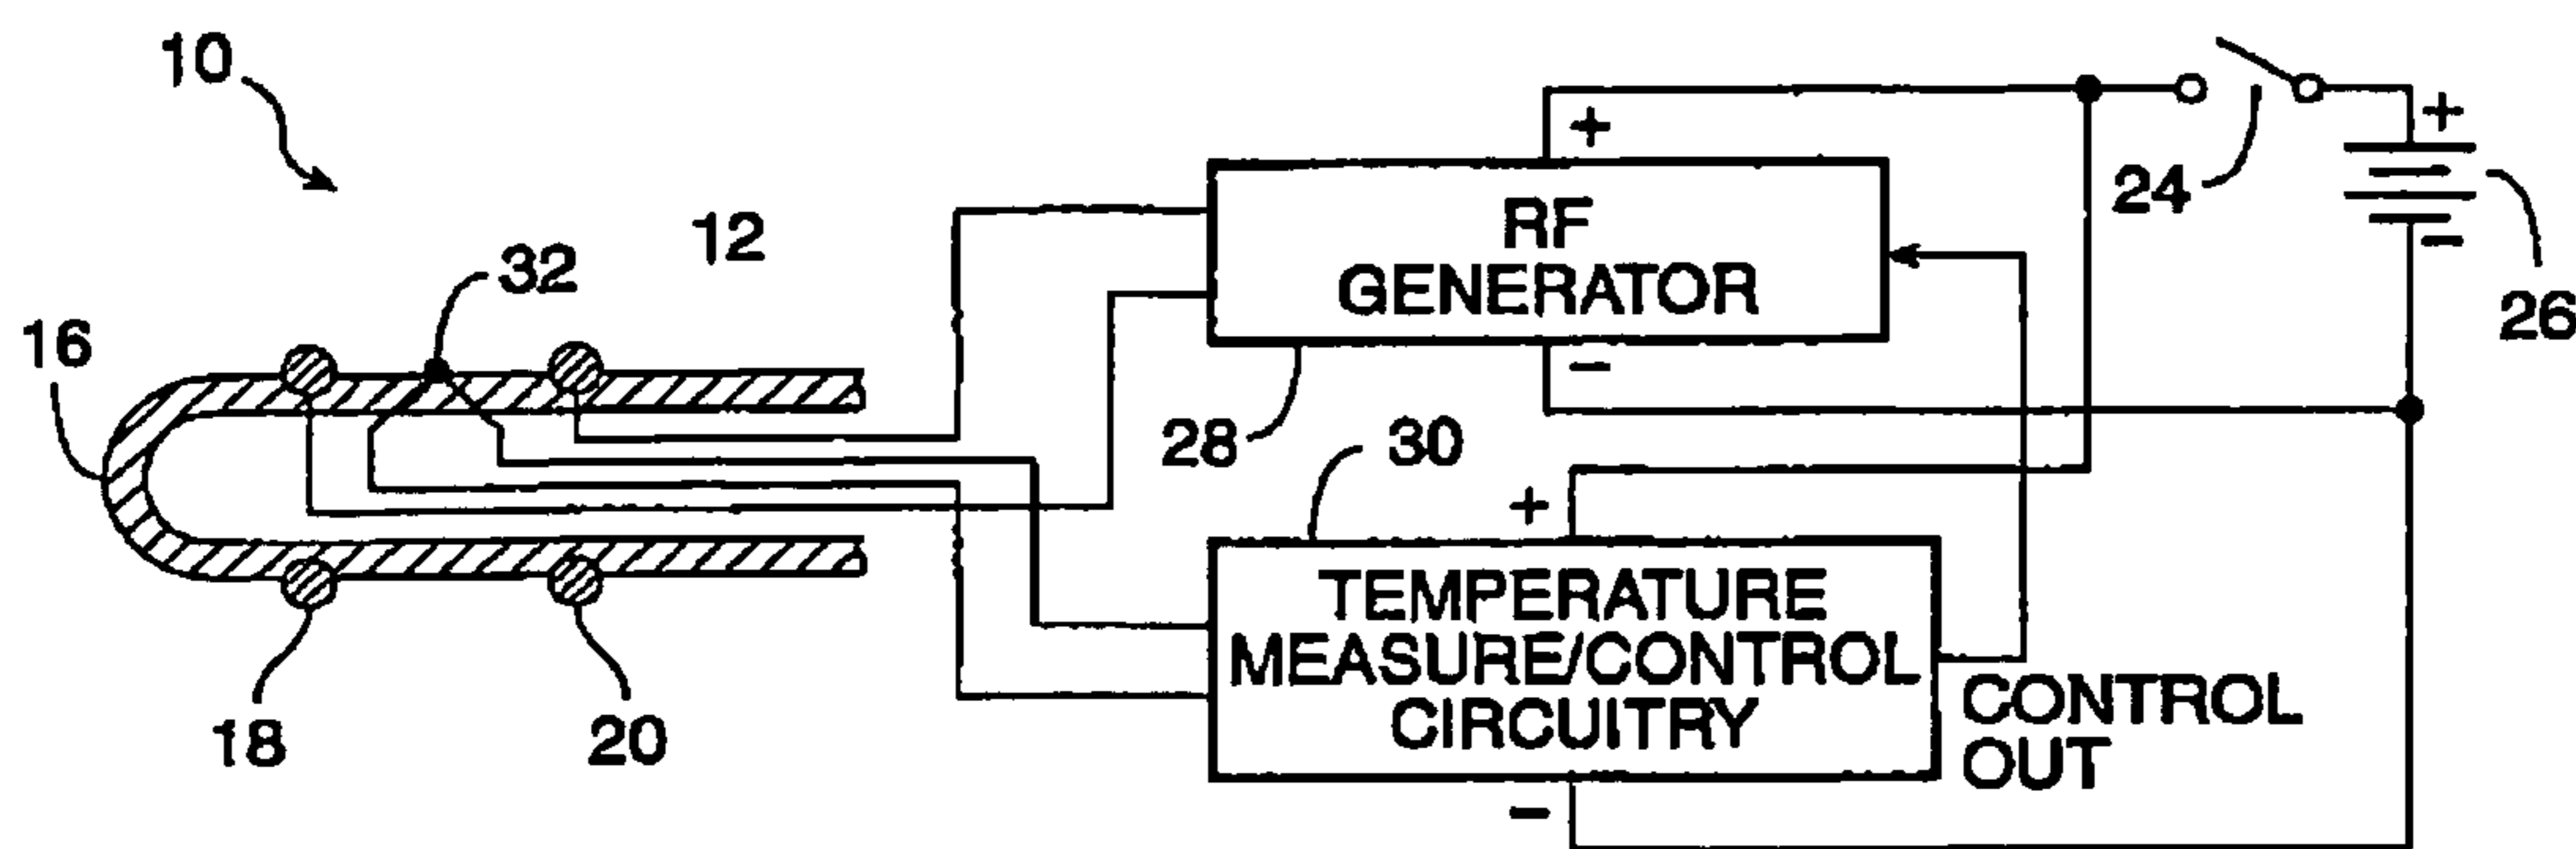 10
12
32
16
18
20
RF
GENERATOR
+
−
28
30
24
+
−
26
+
TEMPERATURE
MEASURE/CONTROL
CIRCUITRY
−
CONTROL
OUT